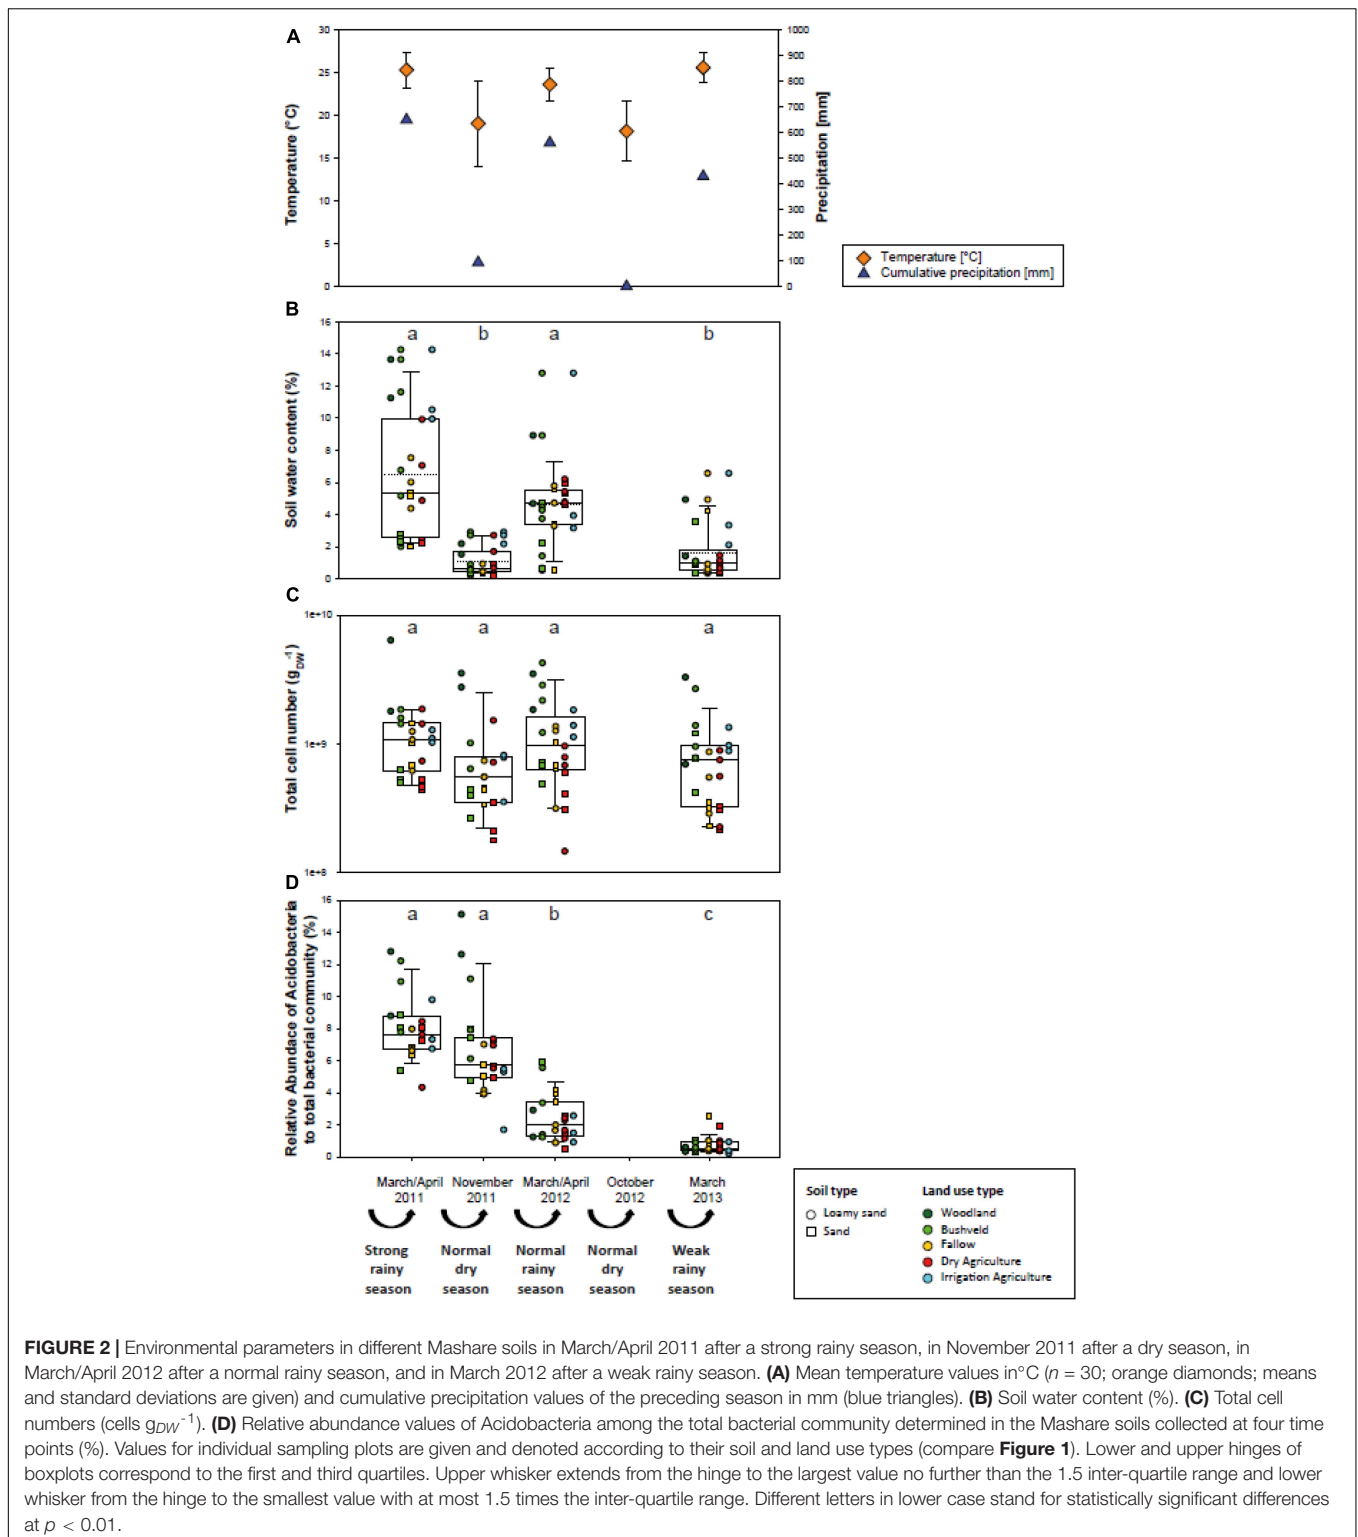 A
30
25
20
15
10
5
0
Temperature (°C)
1000
900
800
700
600
500
400
300
200
100
0
Precipitation [mm]
Temperature [°C]
Cumulative precipitation [mm]
B
16
14
12
10
8
6
4
2
0
Soil water content (%)
a b a b
C
1e+10
1e+9
1e+8
Total cell number (g_DW^-1)
a a a a
D
16
14
12
10
8
6
4
2
0
Relative Abundace of Acidobacteria
to total bacterial community (%)
a a b c
March/April November March/April October March
2011 2011 2012 2012 2013
Strong Normal Normal Normal Weak
rainy dry rainy dry rainy
season season season season season
Soil type
Loamy sand
Sand
Land use type
Woodland
Bushveld
Fallow
Dry Agriculture
Irrigation Agriculture
FIGURE 2 | Environmental parameters in different Mashare soils in March/April 2011 after a strong rainy season, in November 2011 after a dry season, in
March/April 2012 after a normal rainy season, and in March 2012 after a weak rainy season. (A) Mean temperature values in°C (n = 30; orange diamonds; means
and standard deviations are given) and cumulative precipitation values of the preceding season in mm (blue triangles). (B) Soil water content (%). (C) Total cell
numbers (cells g_DW^-1). (D) Relative abundance values of Acidobacteria among the total bacterial community determined in the Mashare soils collected at four time
points (%). Values for individual sampling plots are given and denoted according to their soil and land use types (compare Figure 1). Lower and upper hinges of
boxplots correspond to the first and third quartiles. Upper whisker extends from the hinge to the largest value no further than the 1.5 inter-quartile range and lower
whisker from the hinge to the smallest value with at most 1.5 times the inter-quartile range. Different letters in lower case stand for statistically significant differences
at p < 0.01.